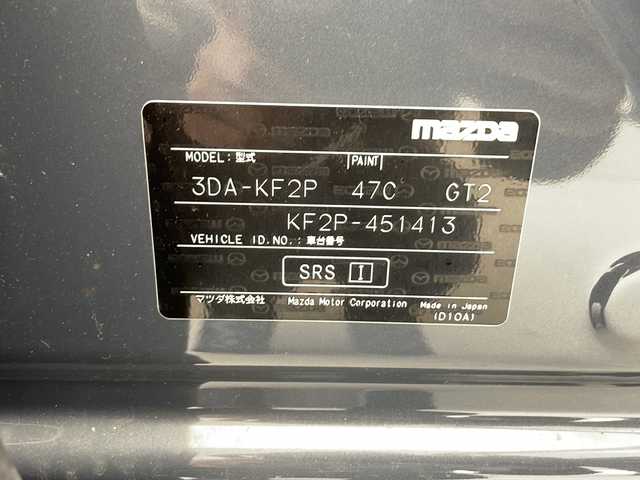 mazda
MODEL: 型式 PAINT
3DA-KF2P 47C GT2
KF2P-451413
VEHICLE ID.NO.: 車台番号
SRS I
マツダ株式会社 Mazda Motor Corporation Made in Japan
(D10A)